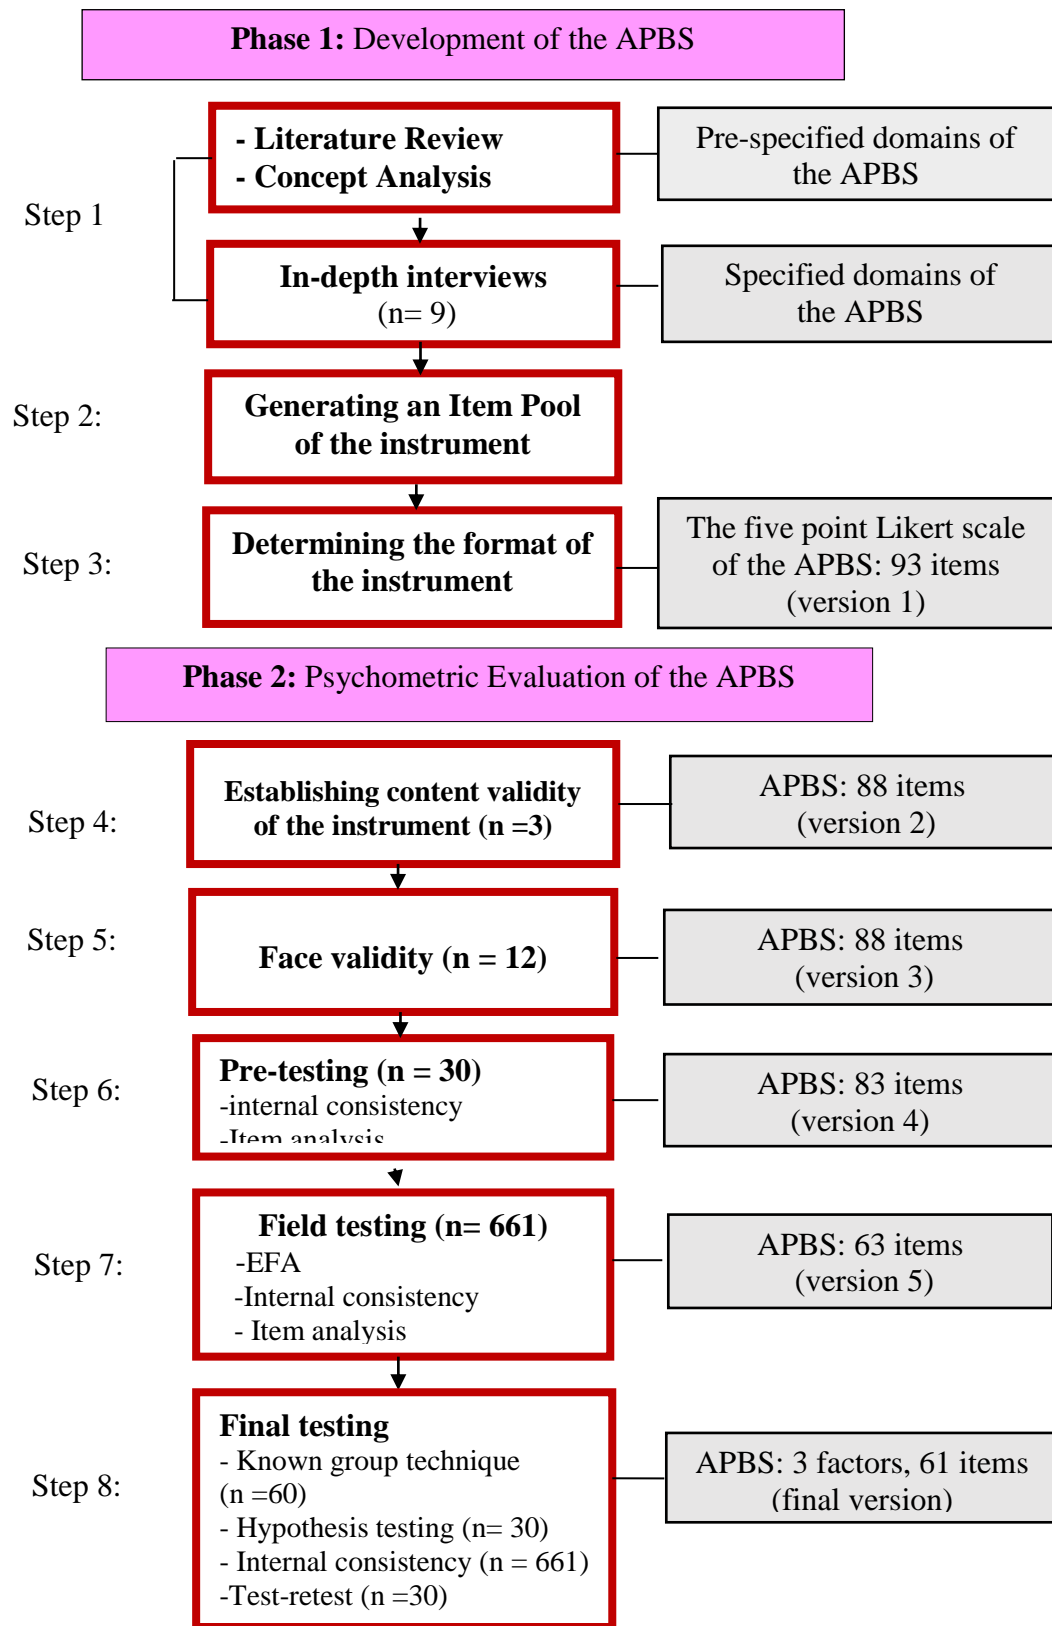 Phase 1: Development of the APBS
- Literature Review
- Concept Analysis
Pre-specified domains of
the APBS
Step 1
In-depth interviews
(n= 9)
Specified domains of
the APBS
Step 2:
Generating an Item Pool
of the instrument
Step 3:
Determining the format of
the instrument
The five point Likert scale
of the APBS: 93 items
(version 1)
Phase 2: Psychometric Evaluation of the APBS
Step 4:
Establishing content validity
of the instrument (n =3)
APBS: 88 items
(version 2)
Step 5:
Face validity (n = 12)
APBS: 88 items
(version 3)
Step 6:
Pre-testing (n = 30)
-internal consistency
-Item analysis
APBS: 83 items
(version 4)
Step 7:
Field testing (n= 661)
-EFA
-Internal consistency
- Item analysis
APBS: 63 items
(version 5)
Step 8:
Final testing
- Known group technique
(n =60)
- Hypothesis testing (n= 30)
- Internal consistency (n = 661)
-Test-retest (n =30)
APBS: 3 factors, 61 items
(final version)